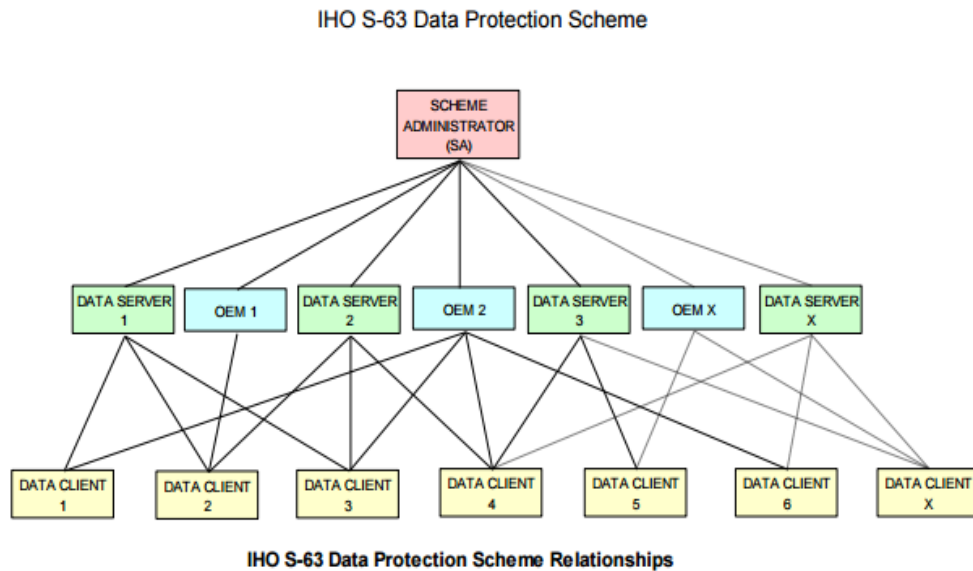 IHO S-63 Data Protection Scheme
SCHEME
ADMINISTRATOR
(SA)
DATA SERVER
1
OEM 1
DATA SERVER
2
OEM 2
DATA SERVER
3
OEM X
DATA SERVER
X
DATA CLIENT
1
DATA CLIENT
2
DATA CLIENT
3
DATA CLIENT
4
DATA CLIENT
5
DATA CLIENT
6
DATA CLIENT
X
IHO S-63 Data Protection Scheme Relationships